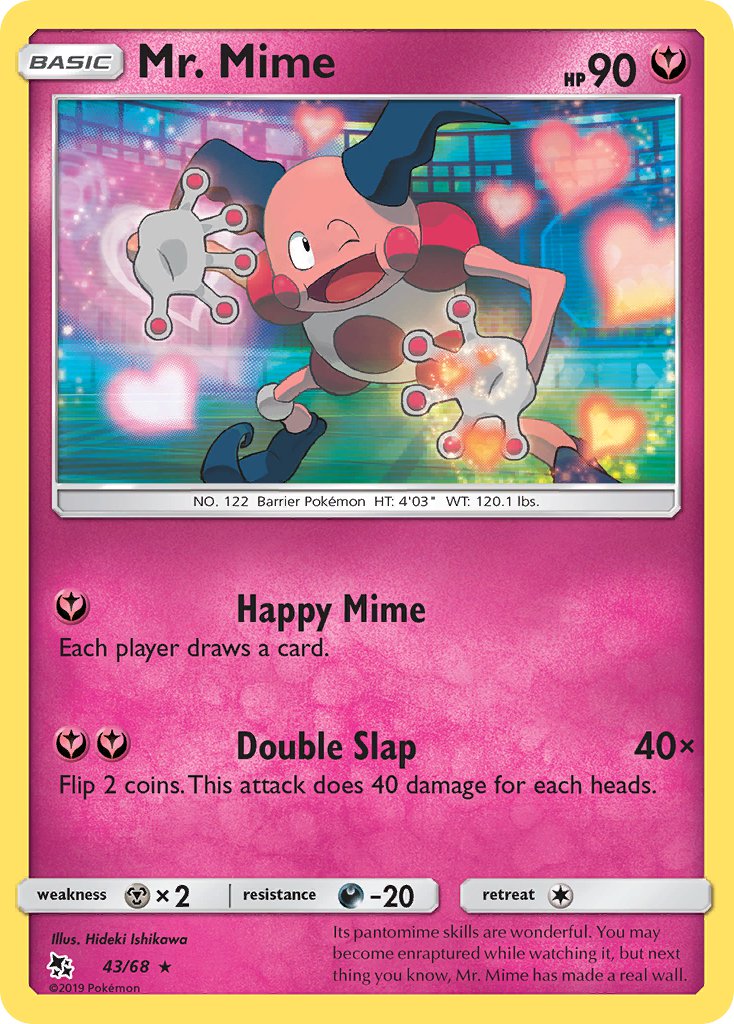 BASIC Mr. Mime HP 90
NO. 122 Barrier Pokémon HT: 4'03" WT: 120.1 lbs.
Happy Mime
Each player draws a card.
Double Slap 40×
Flip 2 coins. This attack does 40 damage for each heads.
weakness ×2 resistance -20 retreat
Illus. Hideki Ishikawa
43/68 ★
©2019 Pokémon
Its pantomime skills are wonderful. You may
become enraptured while watching it, but next
thing you know, Mr. Mime has made a real wall.